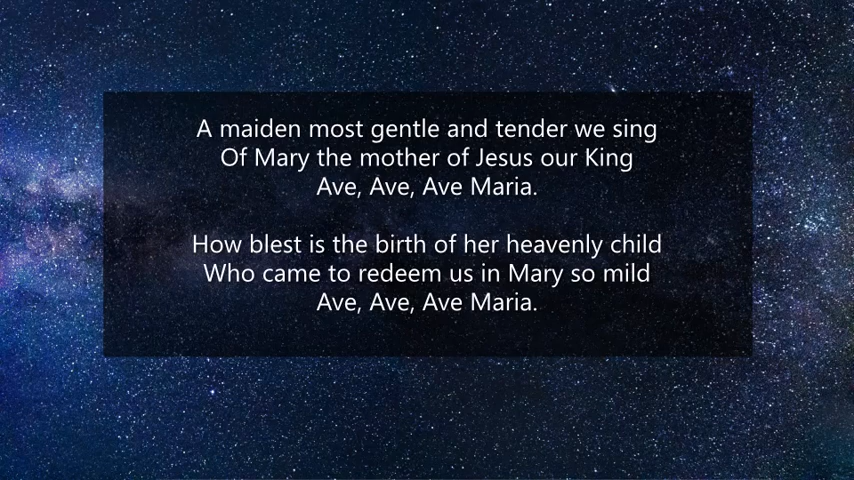 A maiden most gentle and tender we sing
Of Mary the mother of Jesus our King
Ave, Ave, Ave Maria.
How blest is the birth of her heavenly child
Who came to redeem us in Mary so mild
Ave, Ave, Ave Maria.